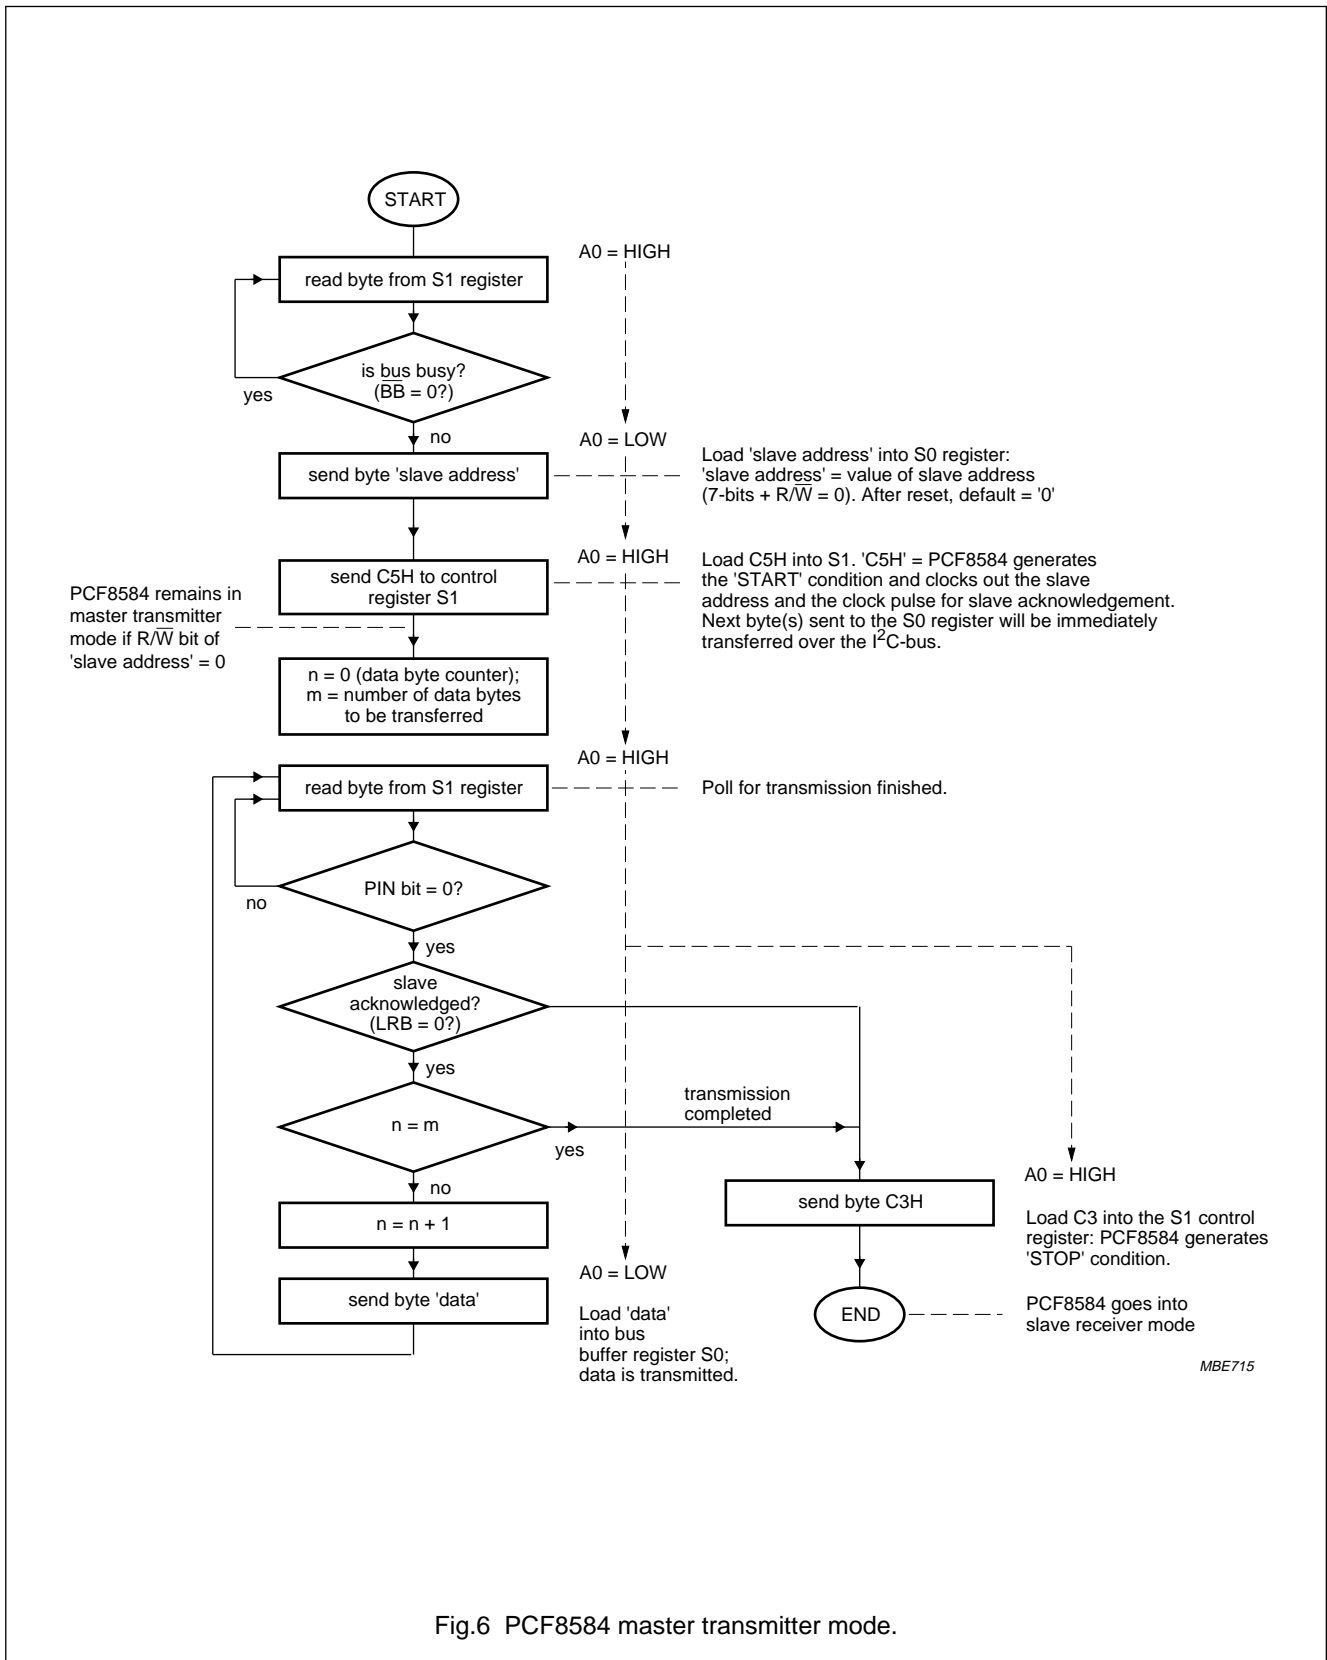 START
A0 = HIGH
read byte from S1 register
is bus busy?
(B̅B̅ = 0?)
yes
no
A0 = LOW
send byte 'slave address'
Load 'slave address' into S0 register:
'slave address' = value of slave address
(7-bits + R/W̅ = 0). After reset, default = '0'
A0 = HIGH
send C5H to control
register S1
Load C5H into S1. 'C5H' = PCF8584 generates
the 'START' condition and clocks out the slave
address and the clock pulse for slave acknowledgement.
Next byte(s) sent to the S0 register will be immediately
transferred over the I²C-bus.
PCF8584 remains in
master transmitter
mode if R/W̅ bit of
'slave address' = 0
n = 0 (data byte counter);
m = number of data bytes
to be transferred
A0 = HIGH
read byte from S1 register
Poll for transmission finished.
PIN bit = 0?
no
yes
slave
acknowledged?
(LRB = 0?)
yes
n = m
transmission
completed
yes
no
n = n + 1
send byte 'data'
A0 = LOW
Load 'data'
into bus
buffer register S0;
data is transmitted.
send byte C3H
A0 = HIGH
Load C3 into the S1 control
register: PCF8584 generates
'STOP' condition.
END
PCF8584 goes into
slave receiver mode
MBE715
Fig.6 PCF8584 master transmitter mode.